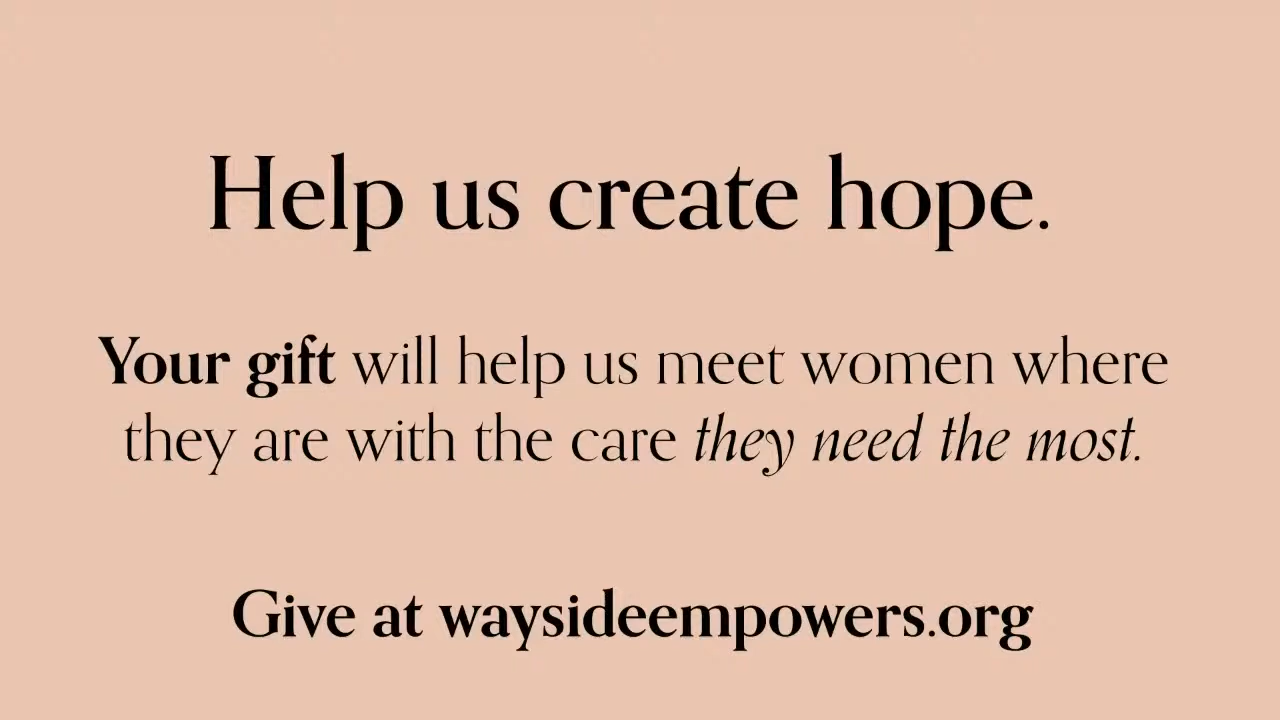 Help us create hope.
Your gift will help us meet women where
they are with the care they need the most.
Give at waysideempowers.org